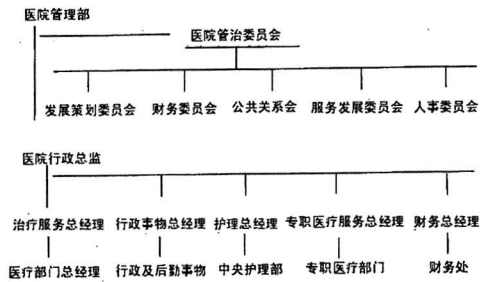 医院管理部
医院管治委员会
发展策划委员会 财务委员会 公共关系会 服务发展委员会 人事委员会
医院行政总监
治疗服务总经理 行政事物总经理 护理总经理 专职医疗服务总经理 财务总经理
医疗部门总经理 行政及后勤事物 中央护理部 专职医疗部门 财务处